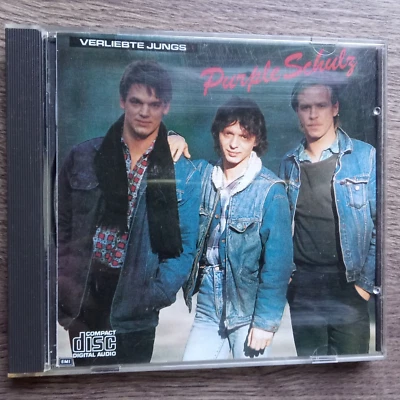 VERLIEBTE JUNGS
Purple Schulz
COMPACT
disc
DIGITAL AUDIO
EMI